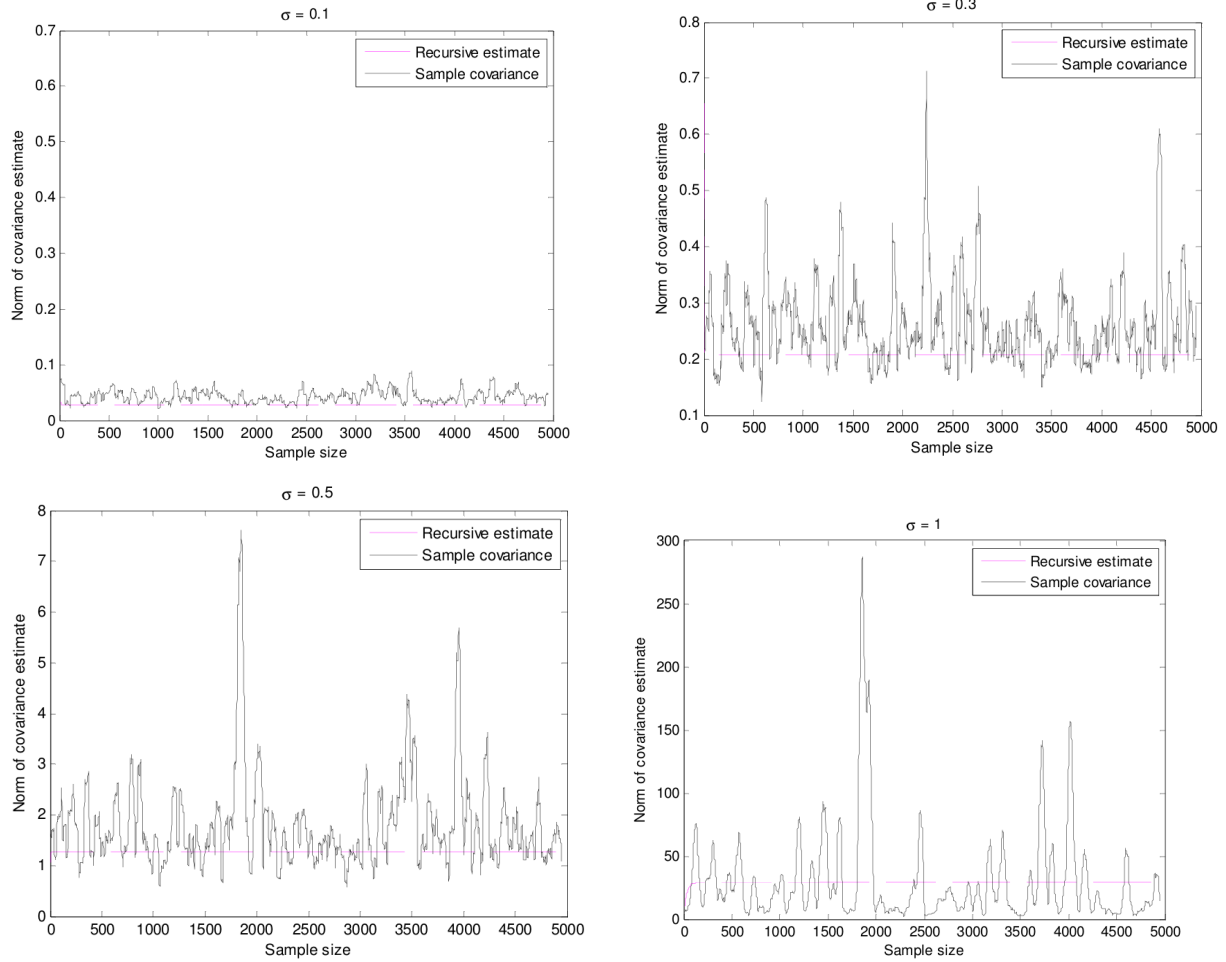 σ = 0.1
0.7
0.6
0.5
0.4
0.3
0.2
0.1
0
Norm of covariance estimate
Recursive estimate
Sample covariance
0 500 1000 1500 2000 2500 3000 3500 4000 4500 5000
Sample size
σ = 0.3
0.8
0.7
0.6
0.5
0.4
0.3
0.2
0.1
Norm of covariance estimate
Recursive estimate
Sample covariance
0 500 1000 1500 2000 2500 3000 3500 4000 4500 5000
Sample size
σ = 0.5
8
7
6
5
4
3
2
1
0
Norm of covariance estimate
Recursive estimate
Sample covariance
0 500 1000 1500 2000 2500 3000 3500 4000 4500 5000
Sample size
σ = 1
300
250
200
150
100
50
0
Norm of covariance estimate
Recursive estimate
Sample covariance
0 500 1000 1500 2000 2500 3000 3500 4000 4500 5000
Sample size